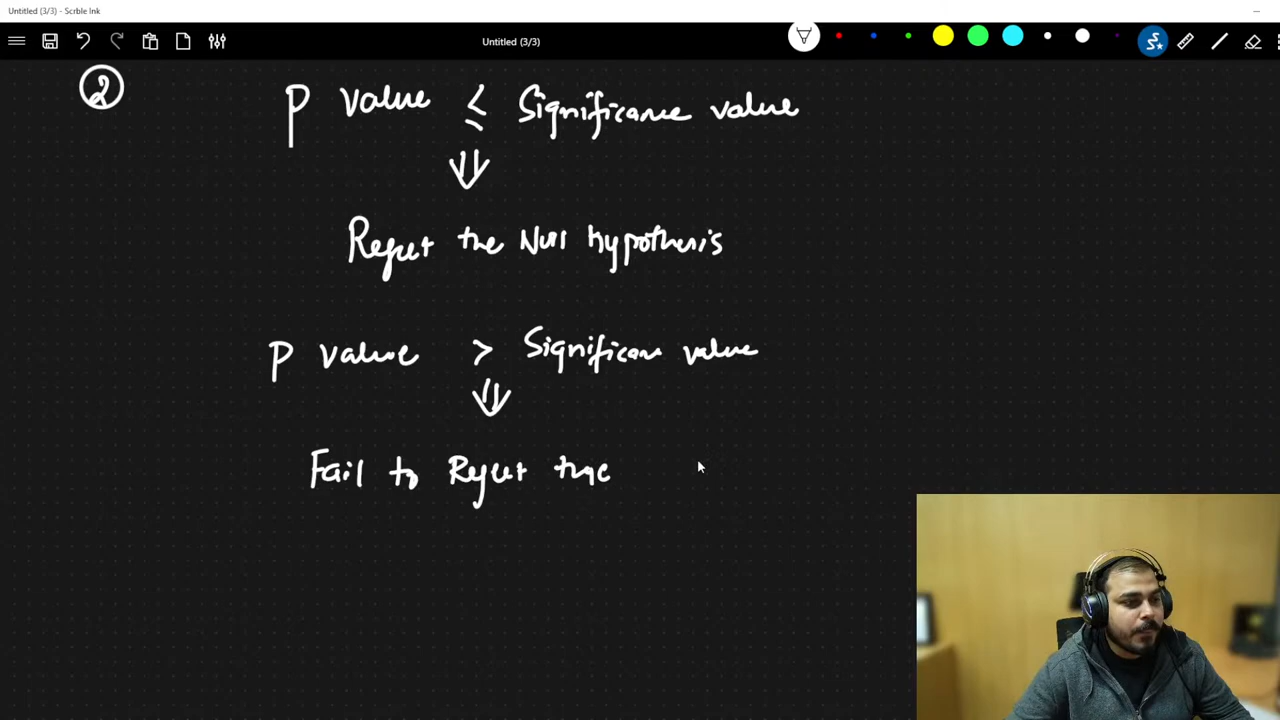 Untitled (3/3) - Scrble Ink
Untitled (3/3)
2
P value ≤ Significance value
⇓
Reject the Null hypothesis
P value > Significance value
⇓
Fail to Reject the